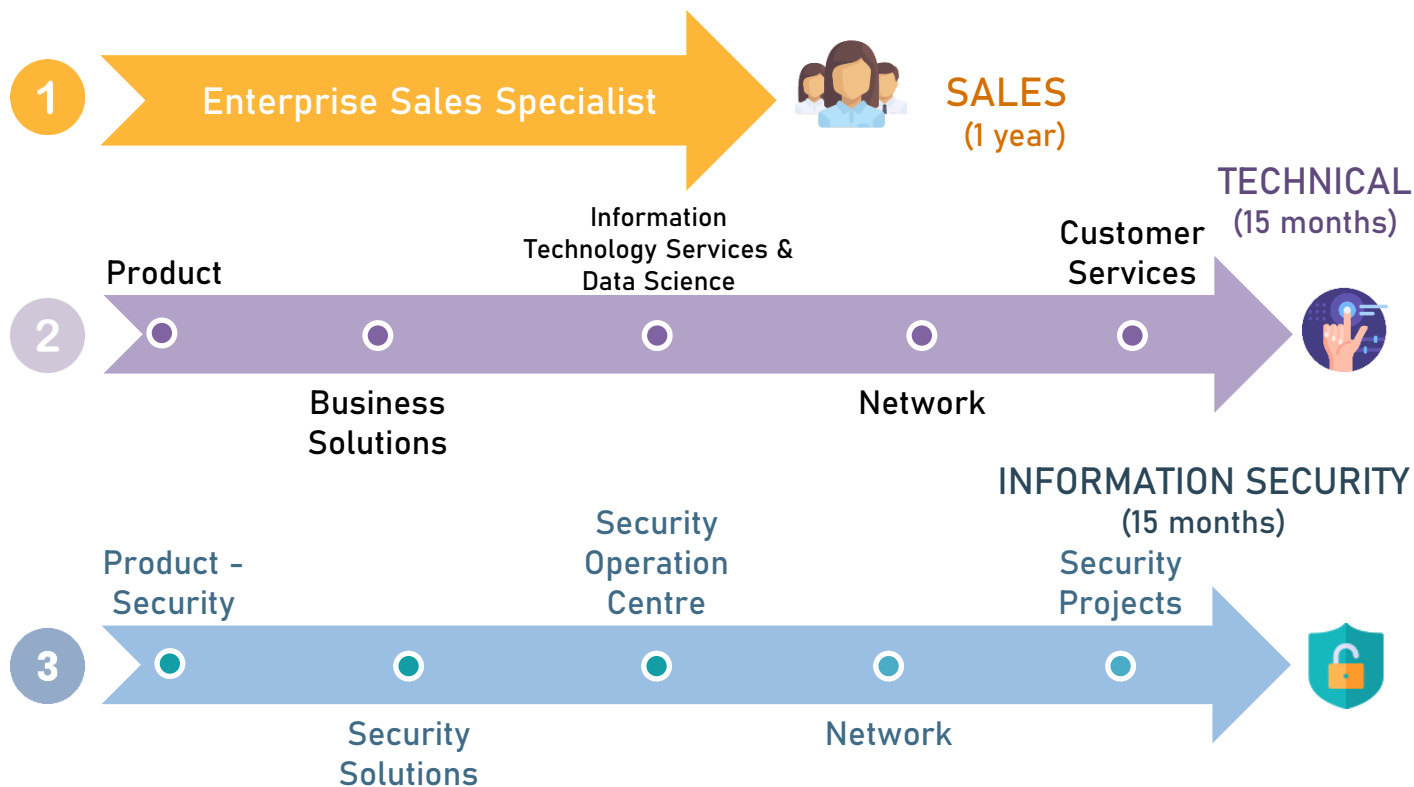 1
Enterprise Sales Specialist
SALES
(1 year)
TECHNICAL
(15 months)
2
Product
Business
Solutions
Information
Technology Services &
Data Science
Network
Customer
Services
INFORMATION SECURITY
(15 months)
3
Product -
Security
Security
Solutions
Security
Operation
Centre
Network
Security
Projects